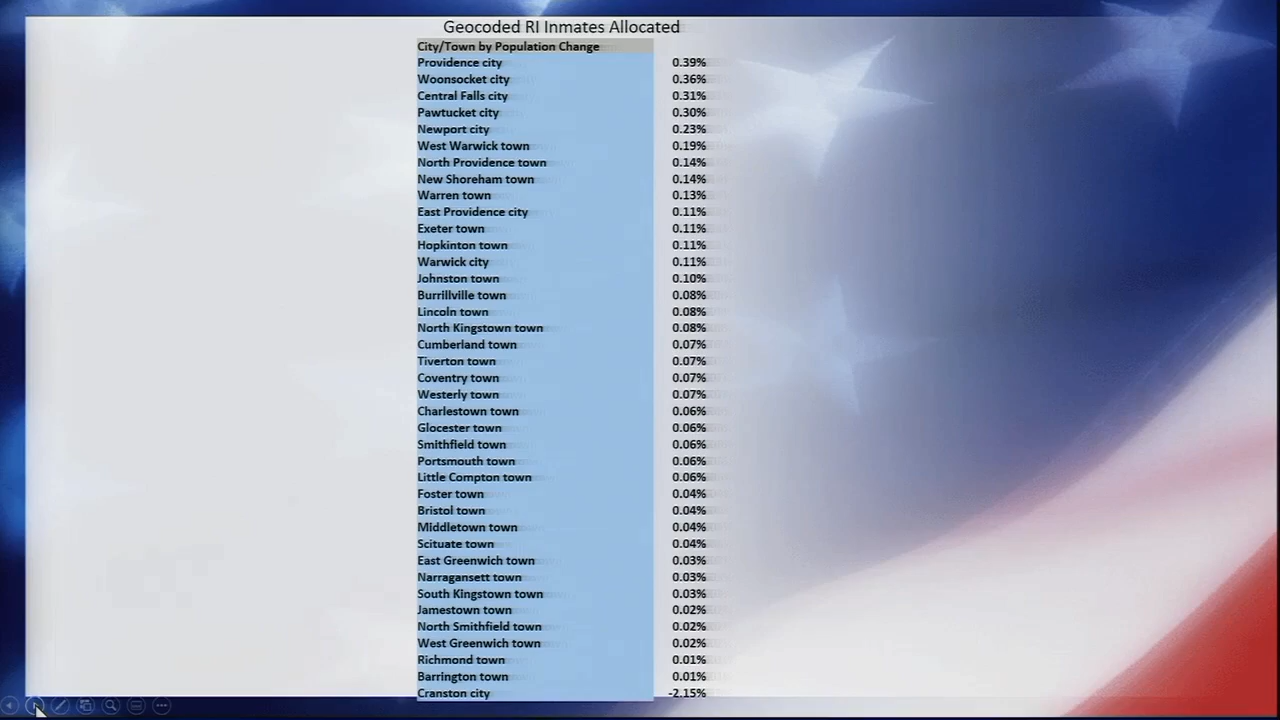 Geocoded RI Inmates Allocated
City/Town by Population Change
Providence city 0.39%
Woonsocket city 0.36%
Central Falls city 0.31%
Pawtucket city 0.30%
Newport city 0.23%
West Warwick town 0.19%
North Providence town 0.14%
New Shoreham town 0.14%
Warren town 0.13%
East Providence city 0.11%
Exeter town 0.11%
Hopkinton town 0.11%
Warwick city 0.11%
Johnston town 0.10%
Burrillville town 0.08%
Lincoln town 0.08%
North Kingstown town 0.08%
Cumberland town 0.07%
Tiverton town 0.07%
Coventry town 0.07%
Westerly town 0.07%
Charlestown town 0.06%
Glocester town 0.06%
Smithfield town 0.06%
Portsmouth town 0.06%
Little Compton town 0.06%
Foster town 0.04%
Bristol town 0.04%
Middletown town 0.04%
Scituate town 0.04%
East Greenwich town 0.03%
Narragansett town 0.03%
South Kingstown town 0.03%
Jamestown town 0.02%
North Smithfield town 0.02%
West Greenwich town 0.02%
Richmond town 0.01%
Barrington town 0.01%
Cranston city -2.15%